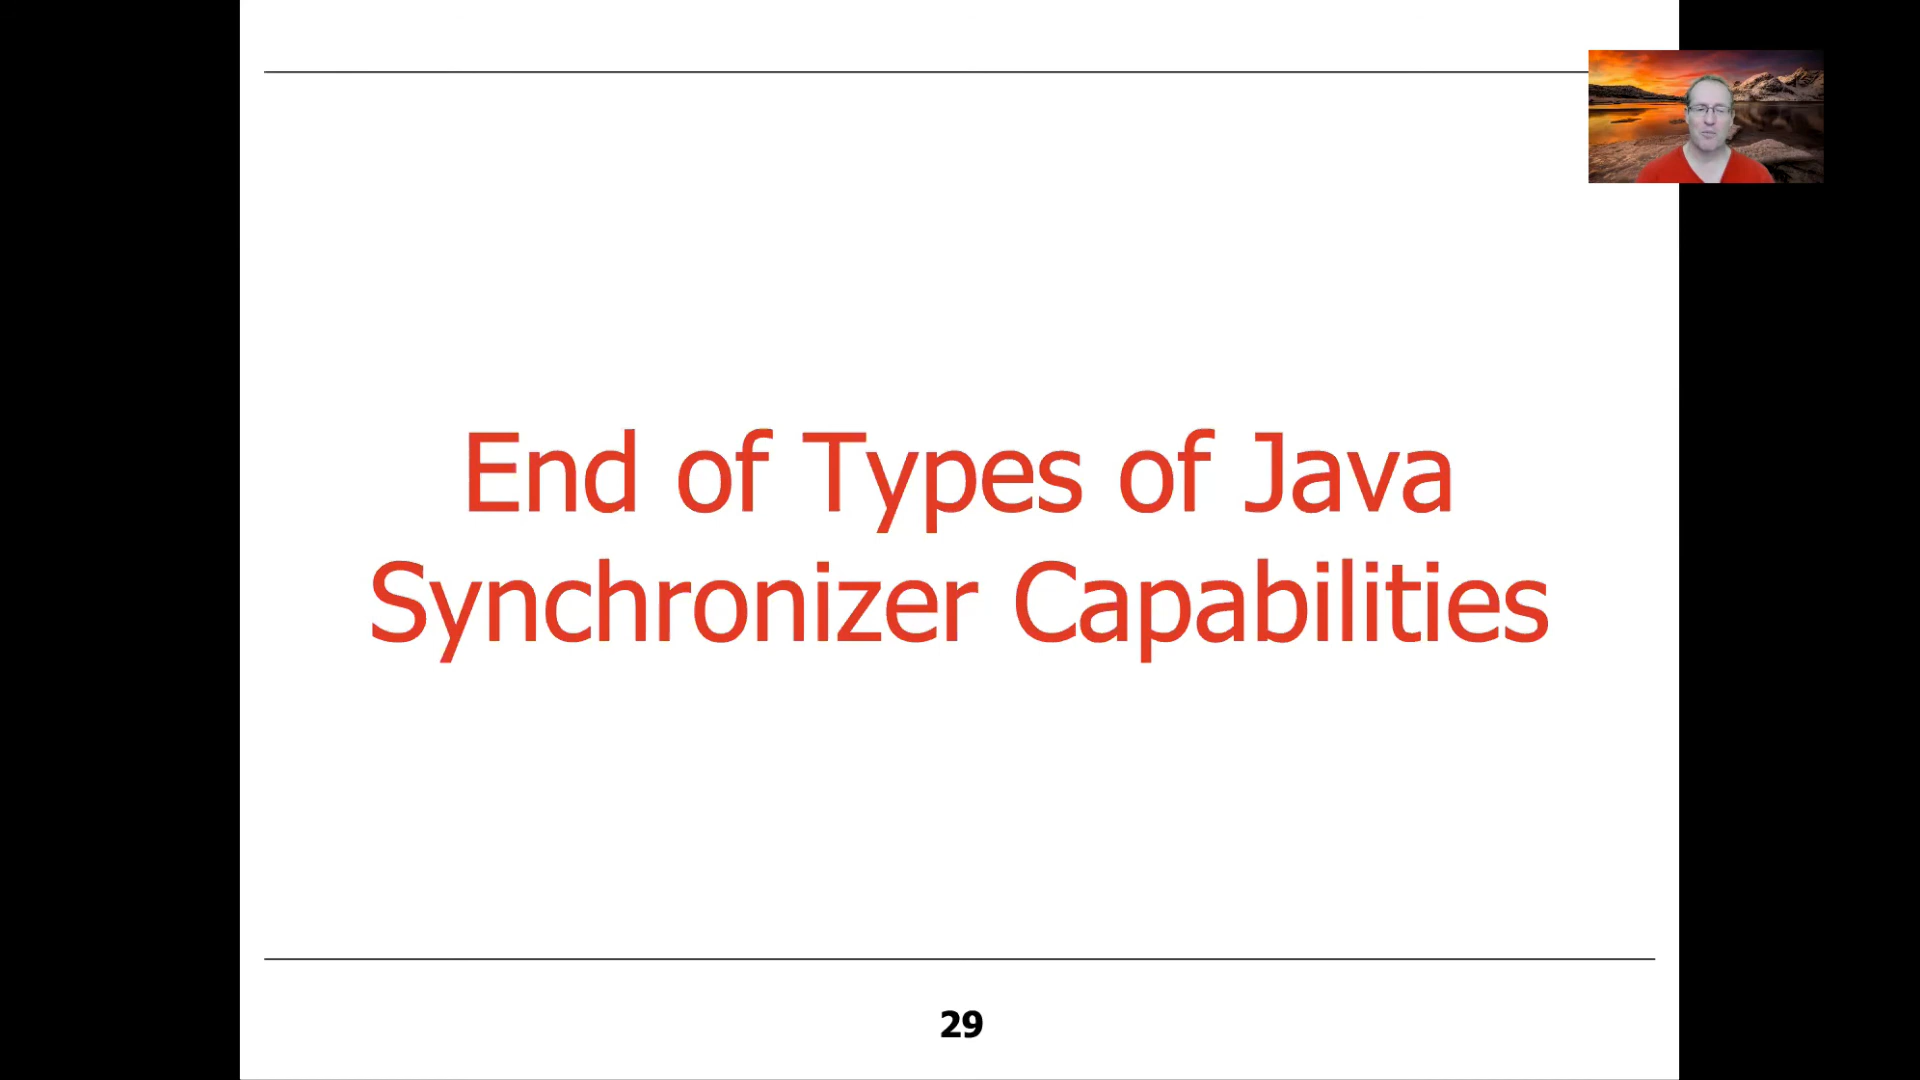 End of Types of Java
Synchronizer Capabilities
29